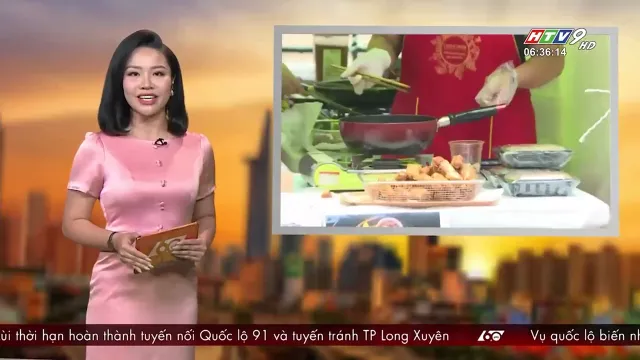 HTV9 HD
06:36:14
ùi thời hạn hoàn thành tuyến nối Quốc lộ 91 và tuyến tránh TP Long Xuyên 60 Vụ quốc lộ biến nh